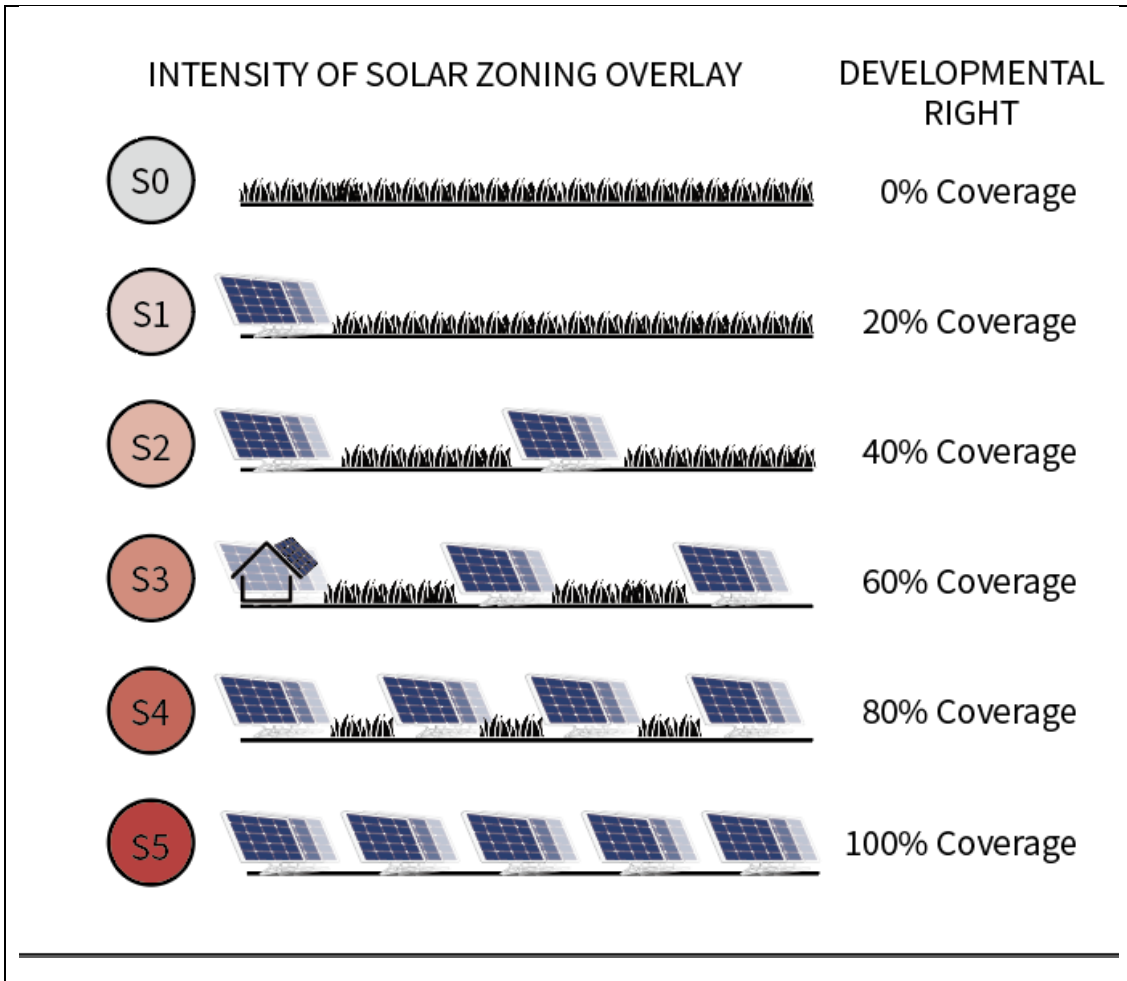 INTENSITY OF SOLAR ZONING OVERLAY
DEVELOPMENTAL
RIGHT
S0
0% Coverage
S1
20% Coverage
S2
40% Coverage
S3
60% Coverage
S4
80% Coverage
S5
100% Coverage